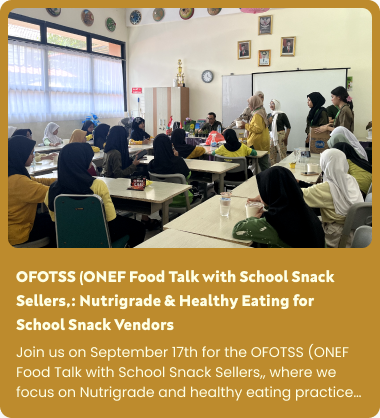 OFOTSS (ONEF Food Talk with School Snack
Sellers,: Nutrigrade & Healthy Eating for
School Snack Vendors
Join us on September 17th for the OFOTSS (ONEF
Food Talk with School Snack Sellers,, where we
focus on Nutrigrade and healthy eating practice...